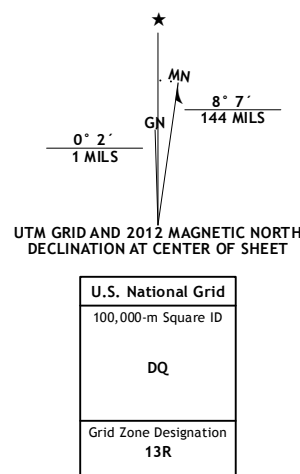 ★
MN
GN
8° 7´
144 MILS
0° 2´
1 MILS
UTM GRID AND 2012 MAGNETIC NORTH
DECLINATION AT CENTER OF SHEET
U.S. National Grid
100,000-m Square ID
DQ
Grid Zone Designation
13R